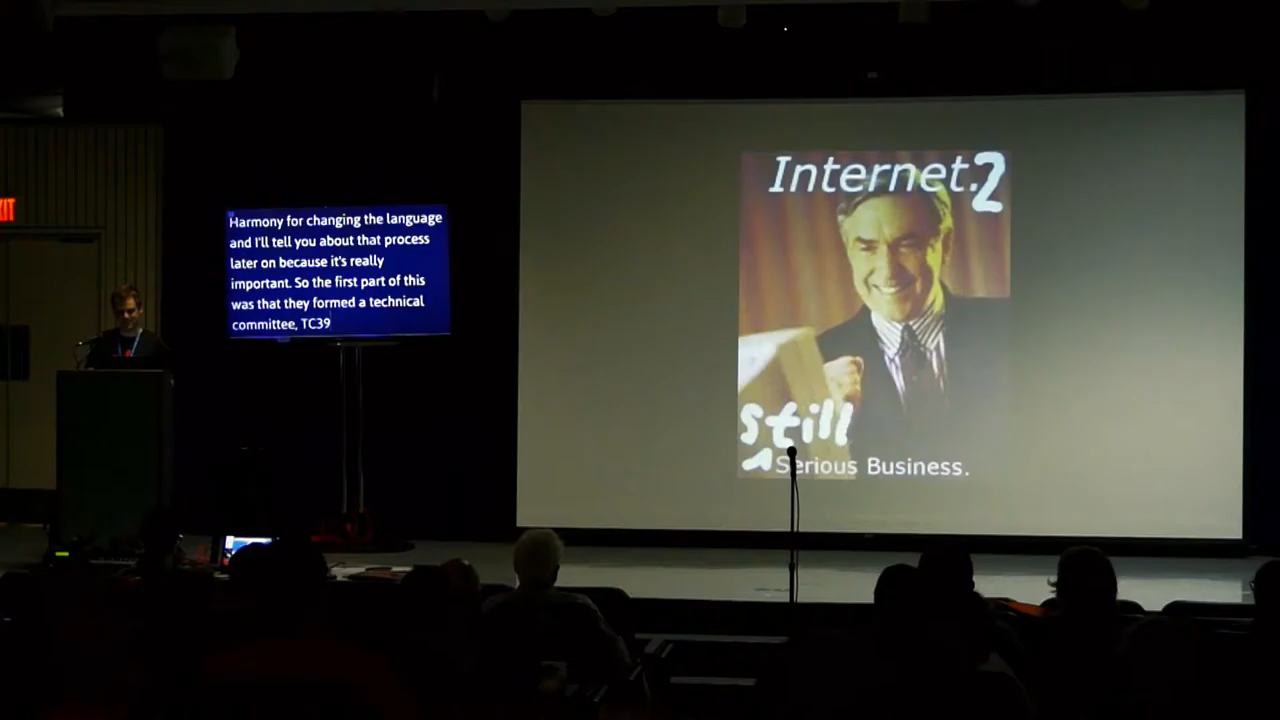 XIT
Harmony for changing the language
and I'll tell you about that process
later on because it's really
important. So the first part of this
was that they formed a technical
committee, TC39
Internet.2
still
Serious Business.